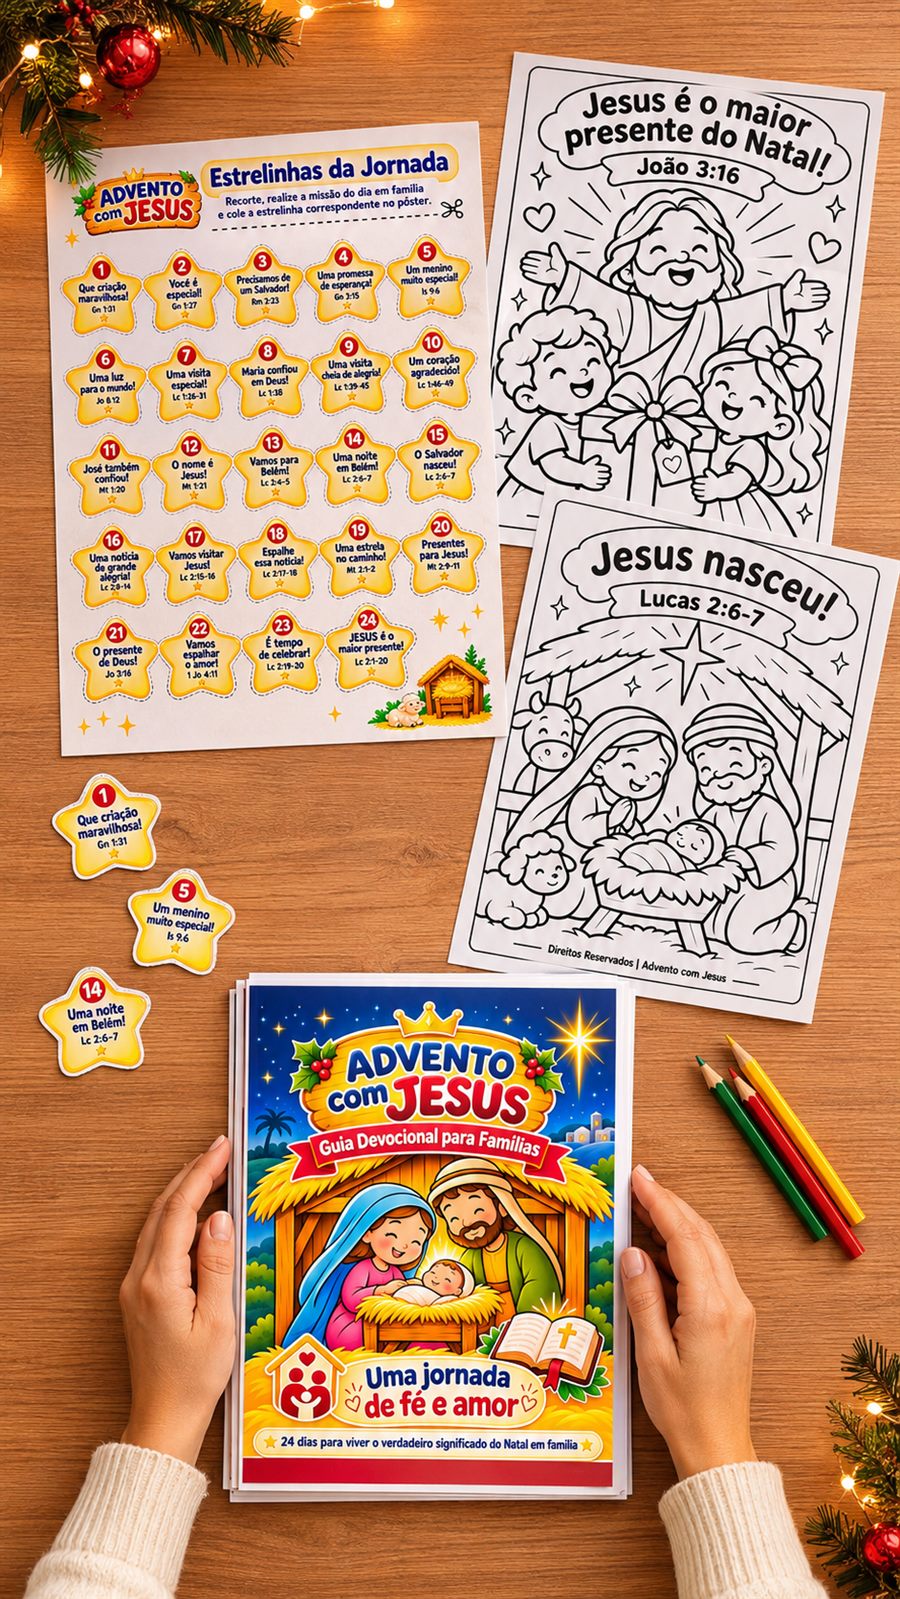 ADVENTO
com JESUS
Estrelinhas da Jornada
Recorte, realize a missão do dia em família
e cole a estrelinha correspondente no pôster.
1
Que criação
maravilhosa!
Gn 1:31
2
Você é
especial!
Gn 1:27
3
Precisamos de
um Salvador!
Rm 2:23
4
Uma promessa
de esperança!
Gn 3:15
5
Um menino
muito especial!
Is 9:6
6
Uma luz
para o mundo!
Jo 8:12
7
Uma visita
especial!
Lc 1:26-31
8
Maria confiou
em Deus!
Lc 1:38
9
Uma visita
cheia de alegria!
Lc 1:39-45
10
Um coração
agradecido!
Lc 1:46-49
11
José também
confiou!
Mt 1:20
12
O nome é
Jesus!
Mt 1:21
13
Vamos para
Belém!
Lc 2:4-5
14
Uma noite
em Belém!
Lc 2:6-7
15
O Salvador
nasceu!
Lc 2:6-7
16
Uma notícia
de grande
alegria!
Lc 2:8-14
17
Vamos visitar
Jesus!
Lc 2:15-16
18
Espalhe
essa notícia!
Lc 2:17-18
19
Uma estrela
no caminho!
Mt 2:1-2
20
Presentes
para Jesus!
Mt 2:9-11
21
O presente
de Deus!
Jo 3:16
22
Vamos
espalhar
o amor!
1 Jo 4:11
23
É tempo
de celebrar!
Lc 2:19-20
24
JESUS é o
maior presente!
Lc 2:1-20
Jesus é o maior
presente do Natal!
João 3:16
Jesus nasceu!
Lucas 2:6-7
Direitos Reservados | Advento com Jesus
1
Que criação
maravilhosa!
Gn 1:31
5
Um menino
muito especial!
Is 9:6
14
Uma noite
em Belém!
Lc 2:6-7
ADVENTO
com JESUS
Guia Devocional para Famílias
Uma jornada
de fé e amor
24 dias para viver o verdadeiro significado do Natal em família